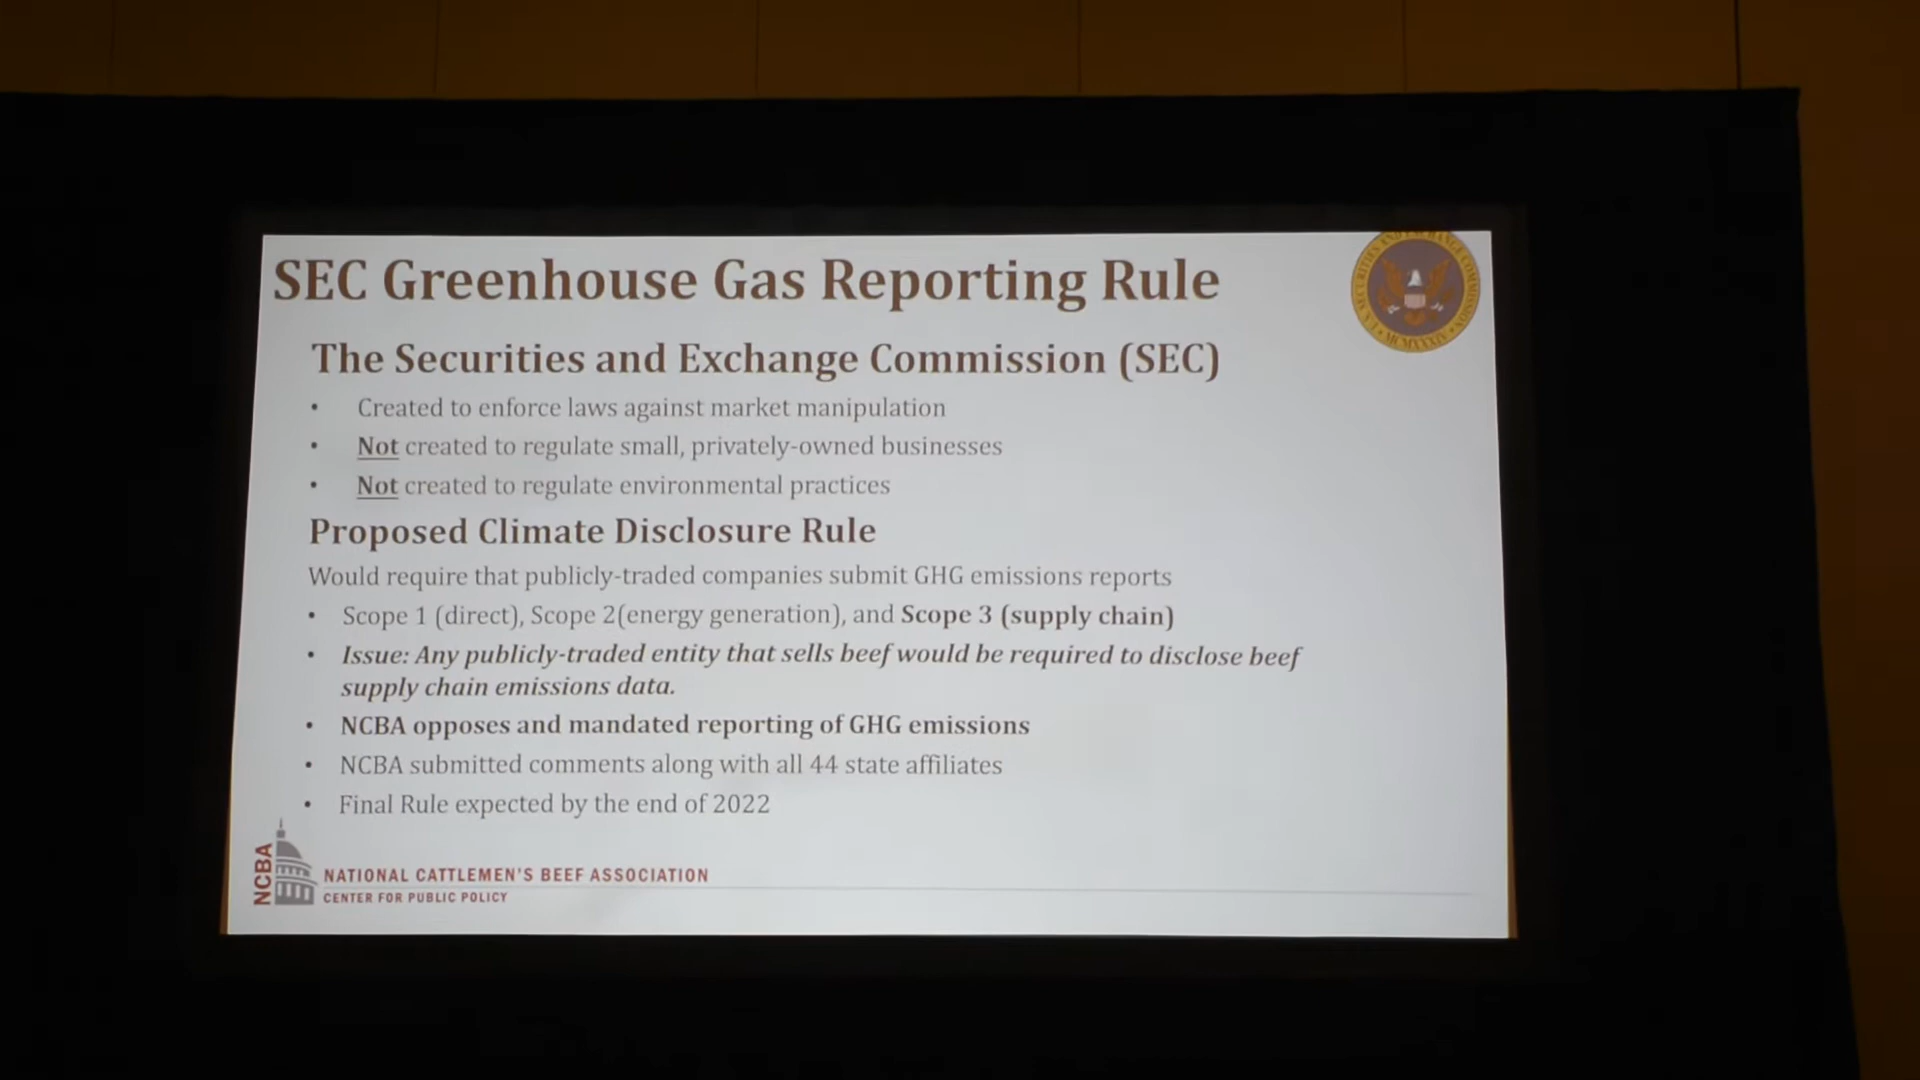 SEC Greenhouse Gas Reporting Rule
SECURITIES AND EXCHANGE COMMISSION
U.S.
MCMXXXIV
The Securities and Exchange Commission (SEC)
• Created to enforce laws against market manipulation
• Not created to regulate small, privately-owned businesses
• Not created to regulate environmental practices
Proposed Climate Disclosure Rule
Would require that publicly-traded companies submit GHG emissions reports
• Scope 1 (direct), Scope 2(energy generation), and Scope 3 (supply chain)
• Issue: Any publicly-traded entity that sells beef would be required to disclose beef
supply chain emissions data.
• NCBA opposes and mandated reporting of GHG emissions
• NCBA submitted comments along with all 44 state affiliates
• Final Rule expected by the end of 2022
NCBA
NATIONAL CATTLEMEN'S BEEF ASSOCIATION
CENTER FOR PUBLIC POLICY